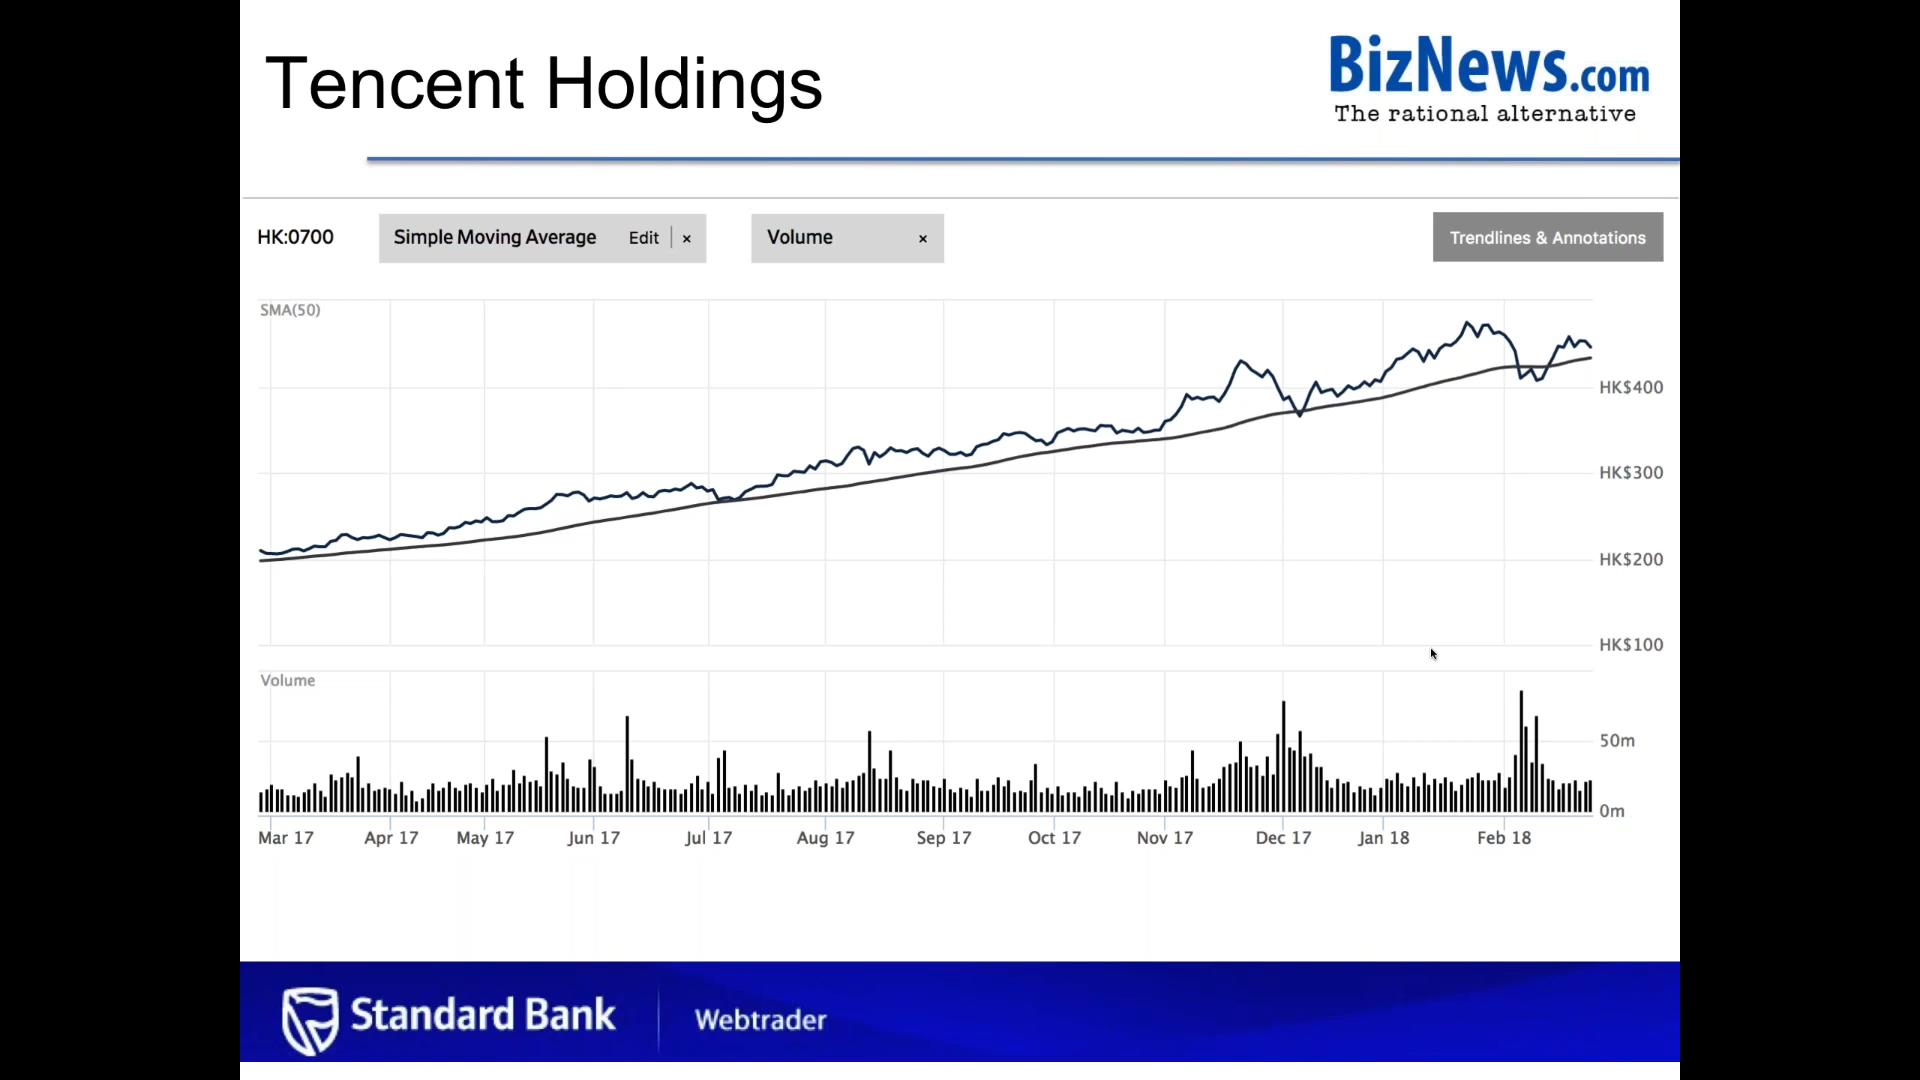 Tencent Holdings
BizNews.com
The rational alternative
HK:0700
Simple Moving Average Edit ×
Volume ×
Trendlines & Annotations
SMA(50)
HK$400
HK$300
HK$200
HK$100
Volume
50m
0m
Mar 17 Apr 17 May 17 Jun 17 Jul 17 Aug 17 Sep 17 Oct 17 Nov 17 Dec 17 Jan 18 Feb 18
Standard Bank Webtrader